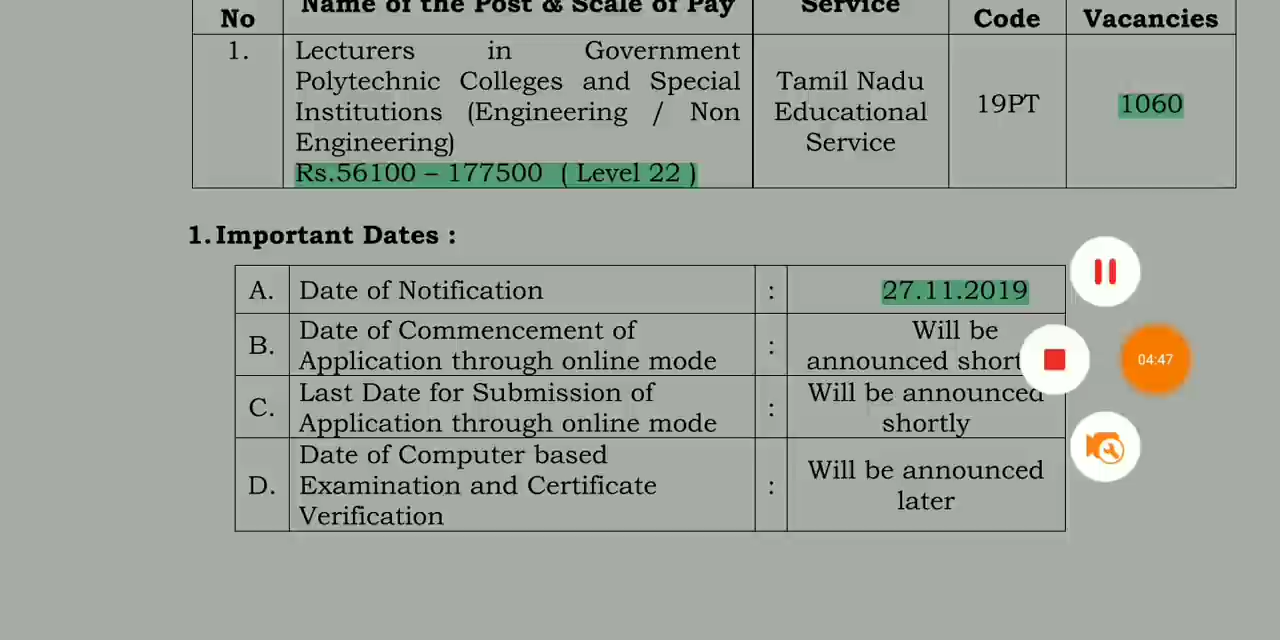 Name of the Post & Scale of Pay
Service
No
Code
Vacancies
1.
Lecturers in Government
Polytechnic Colleges and Special
Institutions (Engineering / Non
Engineering)
Rs.56100 – 177500 ( Level 22 )
Tamil Nadu
Educational
Service
19PT
1060
1. Important Dates :
A. Date of Notification : 27.11.2019
B. Date of Commencement of
Application through online mode :
Will be
announced short
C. Last Date for Submission of
Application through online mode :
Will be announced
shortly
D. Date of Computer based
Examination and Certificate
Verification :
Will be announced
later
04:47